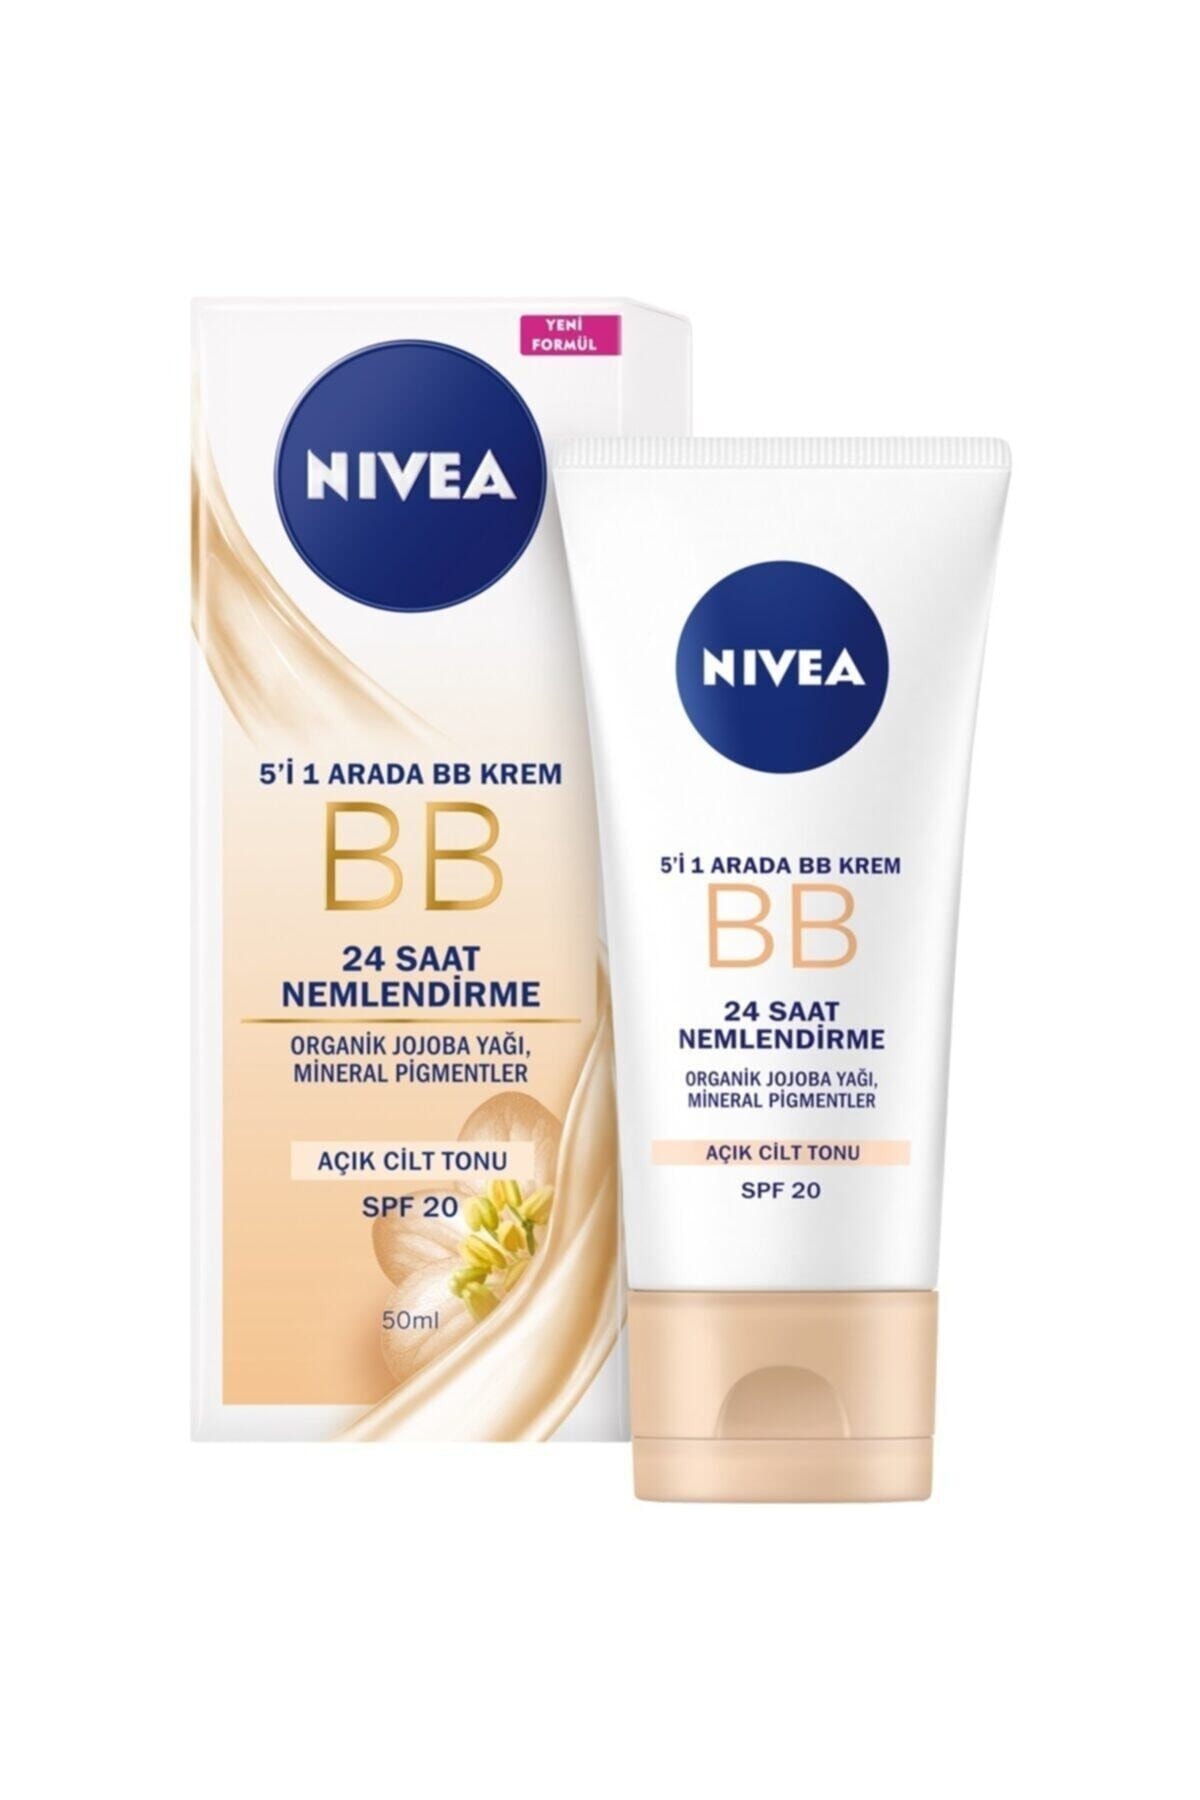 YENİ
FORMÜL
NIVEA
5'İ 1 ARADA BB KREM
BB
24 SAAT
NEMLENDİRME
ORGANİK JOJOBA YAĞI,
MİNERAL PİGMENTLER
AÇIK CİLT TONU
SPF 20
50ml
NIVEA
5'İ 1 ARADA BB KREM
BB
24 SAAT
NEMLENDİRME
ORGANİK JOJOBA YAĞI,
MİNERAL PİGMENTLER
AÇIK CİLT TONU
SPF 20